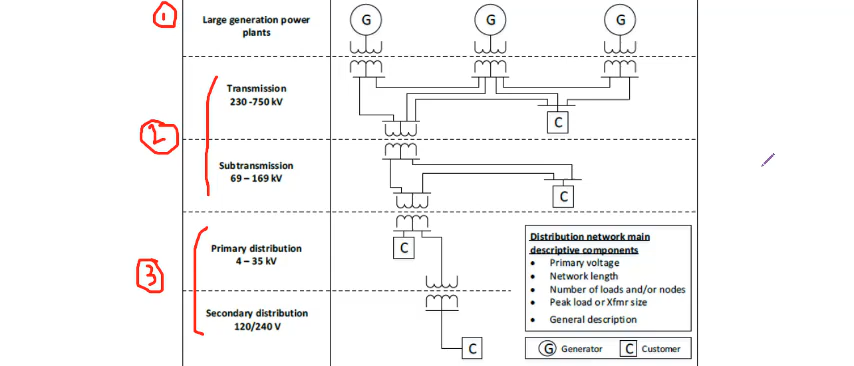 1
Large generation power
plants
G
G
G
Transmission
230 -750 kV
C
2
Subtransmission
69 – 169 kV
C
3
Primary distribution
4 – 35 kV
C
Secondary distribution
120/240 V
C
Distribution network main
descriptive components
• Primary voltage
• Network length
• Number of loads and/or nodes
• Peak load or Xfmr size
• General description
G Generator
C Customer